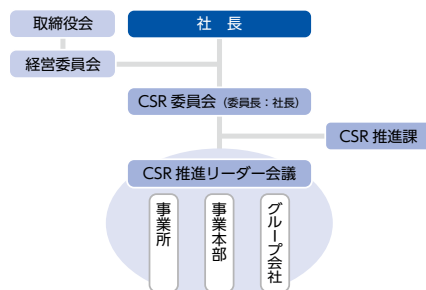 取締役会
社 長
経営委員会
CSR 委員会（委員長：社長）
CSR 推進課
CSR 推進リーダー会議
事業所
事業本部
グループ会社